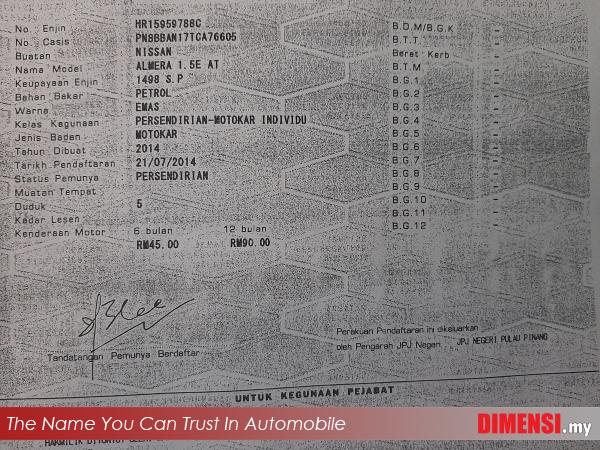 No. Enjin HR15959788C B.D.M/B.G.K -
No. Casis PN8BBAN17TCA76605 B.T.T -
Buatan NISSAN Berat Kerb -
Nama Model ALMERA 1.5E AT B.T.M -
Keupayaan Enjin 1498 S.P B.G.1 -
Bahan Bakar PETROL B.G.2 -
Warna EMAS B.G.3 -
Kelas Kegunaan PERSENDIRIAN-MOTOKAR INDIVIDU B.G.4 -
Jenis Badan MOTOKAR B.G.5 -
Tahun Dibuat 2014 B.G.6 -
Tarikh Pendaftaran 21/07/2014 B.G.7 -
Status Pemunya PERSENDIRIAN B.G.8 -
Muatan Tempat B.G.9 -
Duduk 5 B.G.10 -
Kadar Lesen B.G.11 -
Kenderaan Motor 6 bulan 12 bulan B.G.12 -
RM45.00 RM90.00
Tandatangan Pemunya Berdaftar
Perakuan Pendaftaran ini dikeluarkan
oleh Pengarah JPJ Negeri JPJ NEGERI PULAU PINANG
UNTUK KEGUNAAN PEJABAT
The Name You Can Trust In Automobile
DIMENSI.my